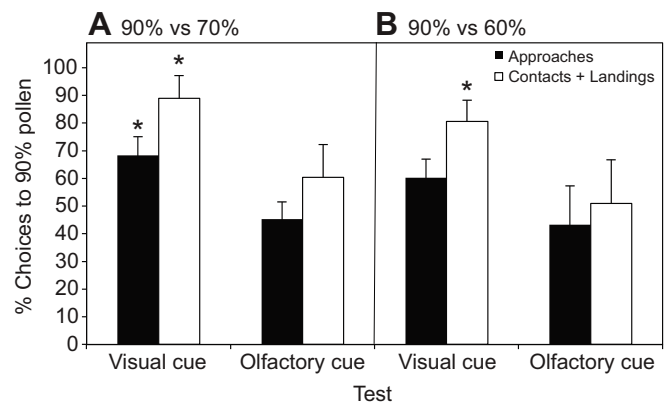 A 90% vs 70%
B 90% vs 60%
Approaches
Contacts + Landings
% Choices to 90% pollen
100
90
80
70
60
50
40
30
20
10
0
* * *
Visual cue Olfactory cue Visual cue Olfactory cue
Test